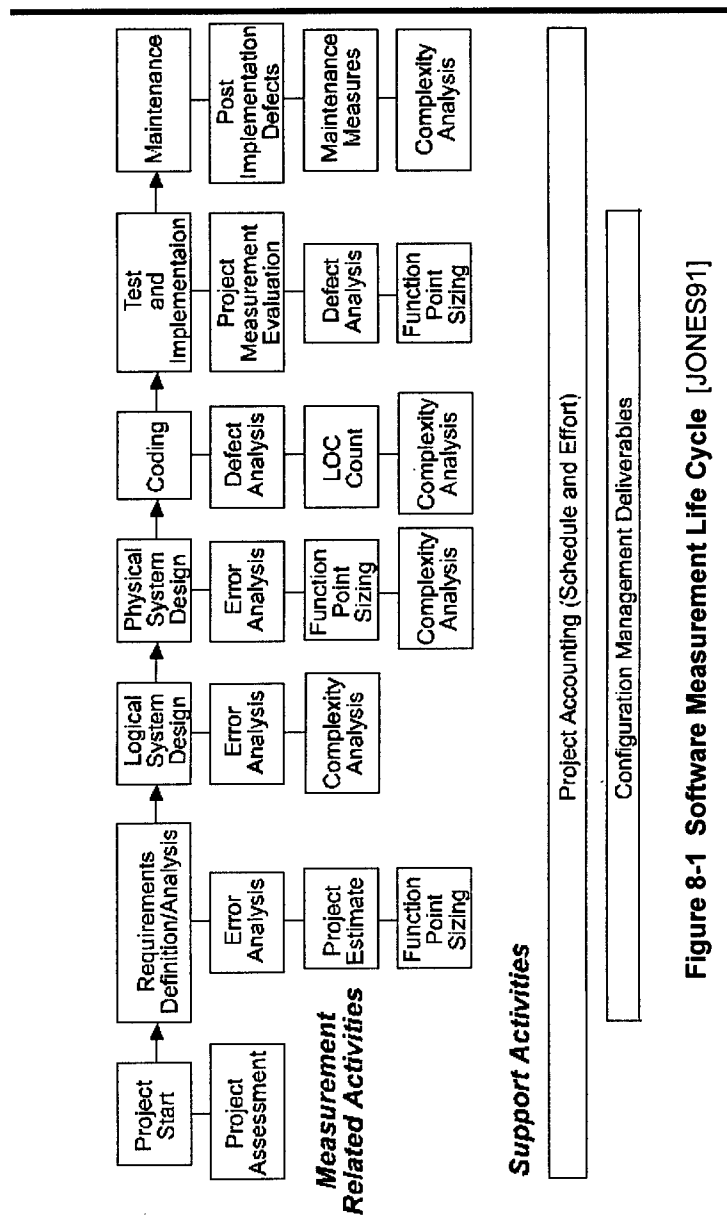 Project
Start
Project
Assessment
Requirements
Definition/Analysis
Error
Analysis
Project
Estimate
Function
Point
Sizing
Logical
System
Design
Error
Analysis
Complexity
Analysis
Physical
System
Design
Error
Analysis
Function
Point
Sizing
Complexity
Analysis
Coding
Defect
Analysis
LOC
Count
Complexity
Analysis
Test
and
Implementaion
Project
Measurement
Evaluation
Defect
Analysis
Function
Point
Sizing
Maintenance
Post
Implementation
Defects
Maintenance
Measures
Complexity
Analysis
Measurement
Related Activities
Support Activities
Project Accounting (Schedule and Effort)
Configuration Management Deliverables
Figure 8-1 Software Measurement Life Cycle [JONES91]